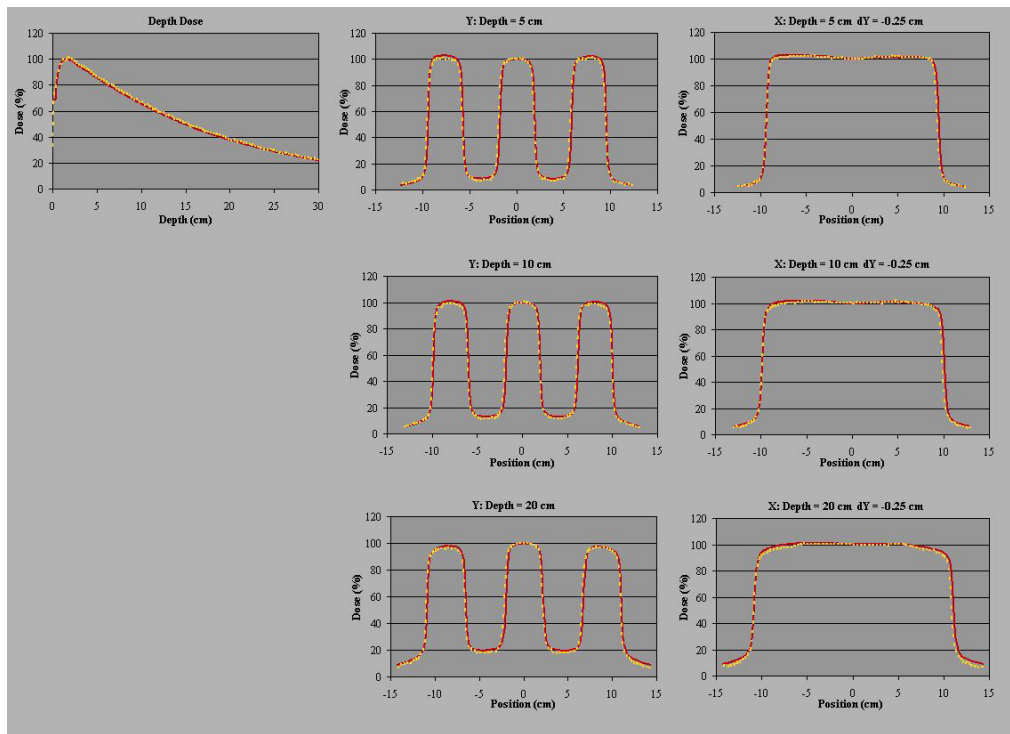 Depth Dose
120
100
80
60
40
20
0
Dose (%)
0 5 10 15 20 25 30
Depth (cm)
Y: Depth = 5 cm
120
100
80
60
40
20
0
Dose (%)
-15 -10 -5 0 5 10 15
Position (cm)
X: Depth = 5 cm dY = -0.25 cm
120
100
80
60
40
20
0
Dose (%)
-15 -10 -5 0 5 10 15
Position (cm)
Y: Depth = 10 cm
120
100
80
60
40
20
0
Dose (%)
-15 -10 -5 0 5 10 15
Position (cm)
X: Depth = 10 cm dY = -0.25 cm
120
100
80
60
40
20
0
Dose (%)
-15 -10 -5 0 5 10 15
Position (cm)
Y: Depth = 20 cm
120
100
80
60
40
20
0
Dose (%)
-15 -10 -5 0 5 10 15
Position (cm)
X: Depth = 20 cm dY = -0.25 cm
120
100
80
60
40
20
0
Dose (%)
-15 -10 -5 0 5 10 15
Position (cm)